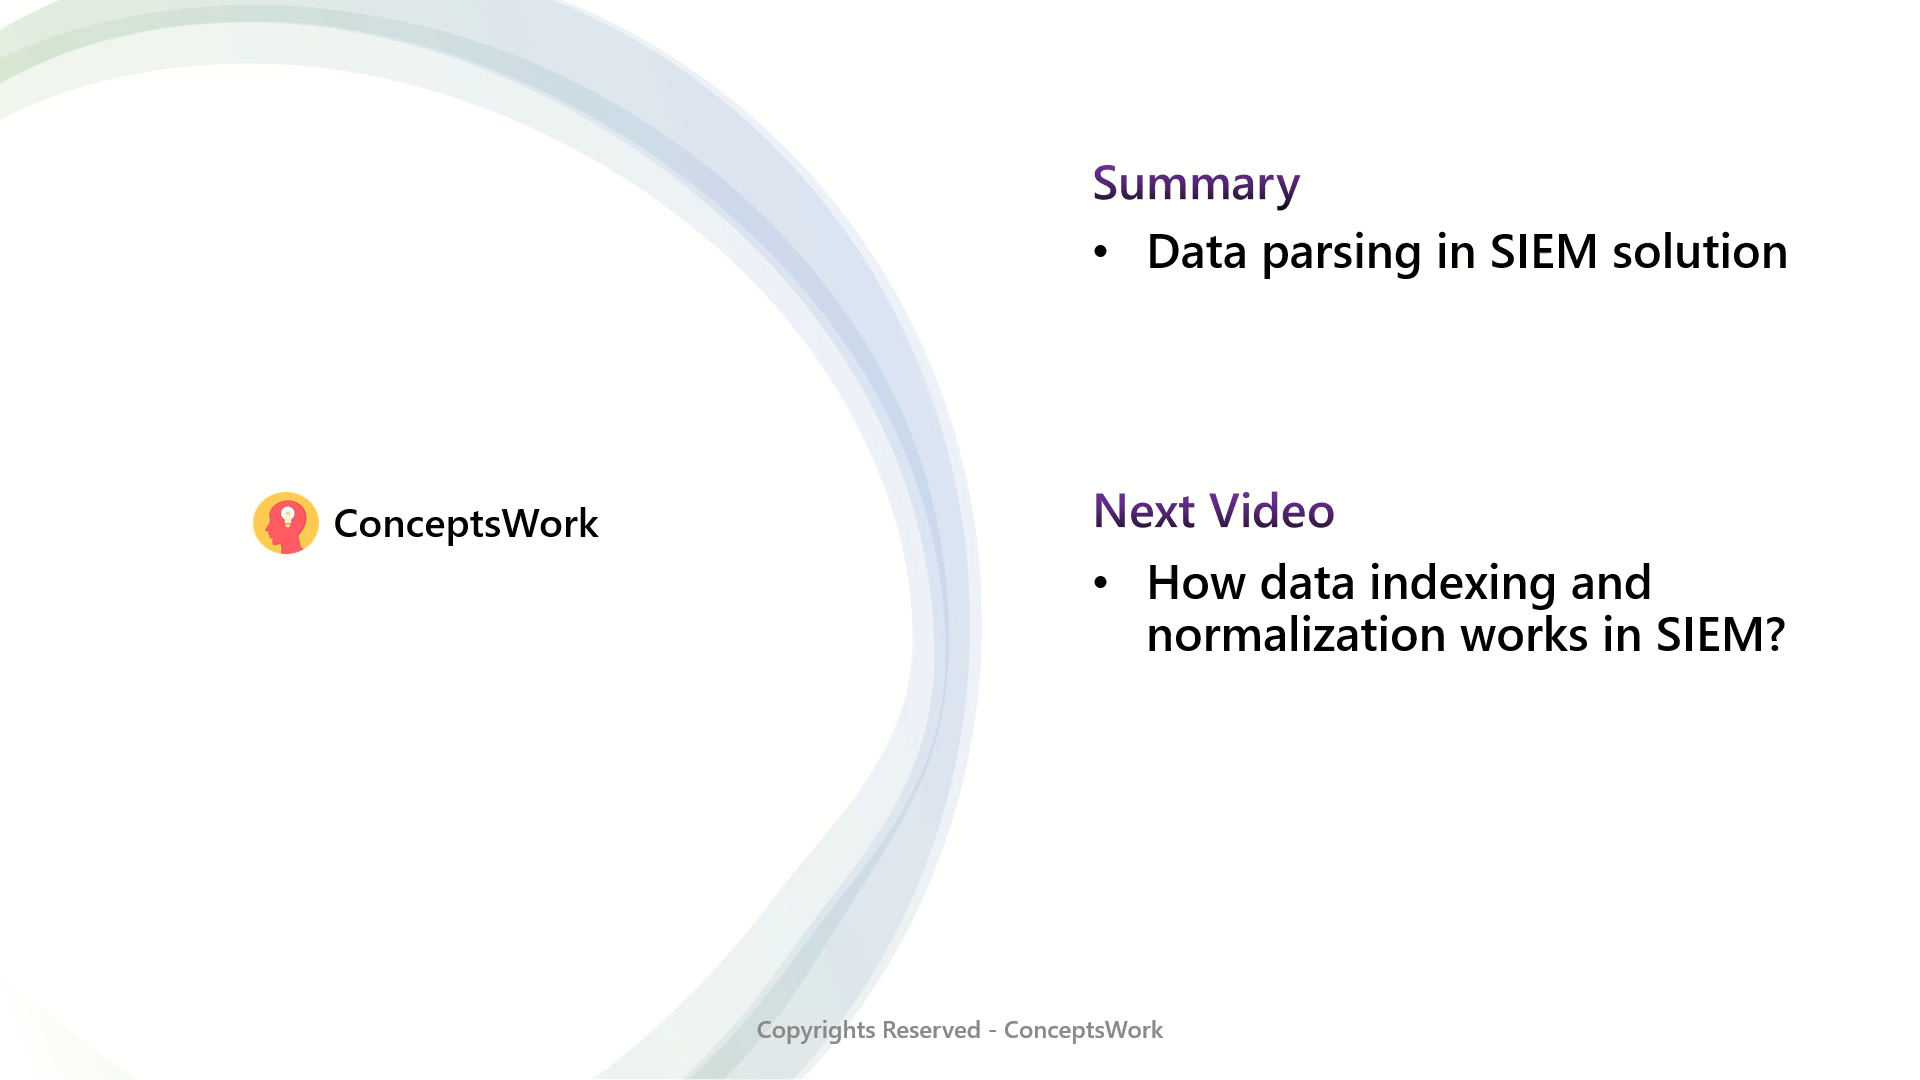 Summary
• Data parsing in SIEM solution
ConceptsWork
Next Video
• How data indexing and
normalization works in SIEM?
Copyrights Reserved - ConceptsWork